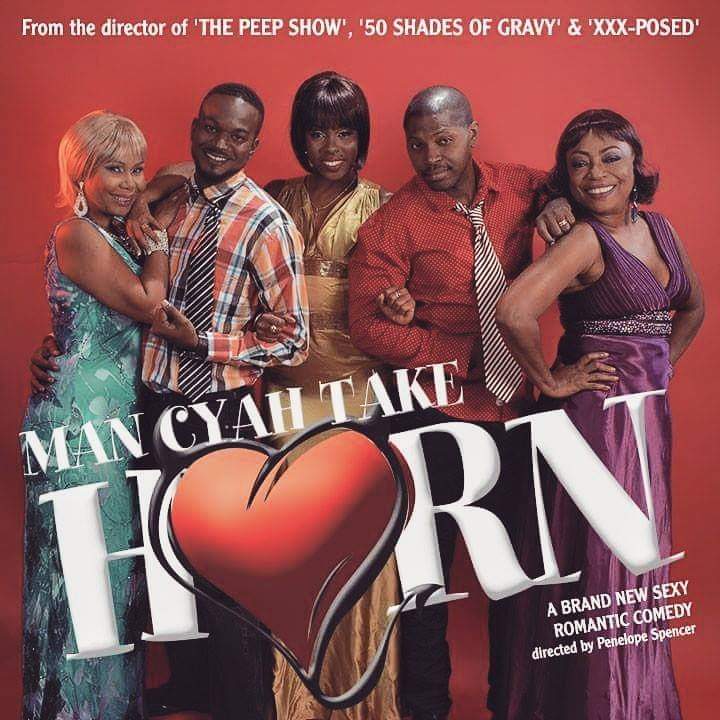 From the director of 'THE PEEP SHOW', '50 SHADES OF GRAVY' & 'XXX-POSED'
MAN CYAH TAKE
HORN
A BRAND NEW SEXY
ROMANTIC COMEDY
directed by Penelope Spencer